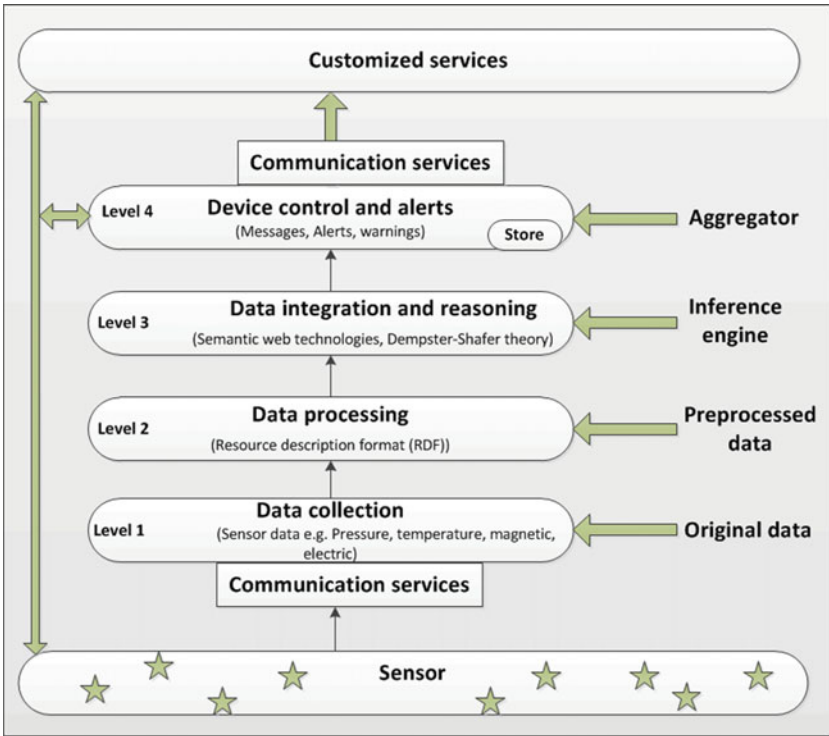 Customized services
Communication services
Level 4
Device control and alerts
(Messages, Alerts, warnings)
Store
Aggregator
Level 3
Data integration and reasoning
(Semantic web technologies, Dempster-Shafer theory)
Inference
engine
Level 2
Data processing
(Resource description format (RDF))
Preprocessed
data
Level 1
Data collection
(Sensor data e.g. Pressure, temperature, magnetic,
electric)
Original data
Communication services
Sensor